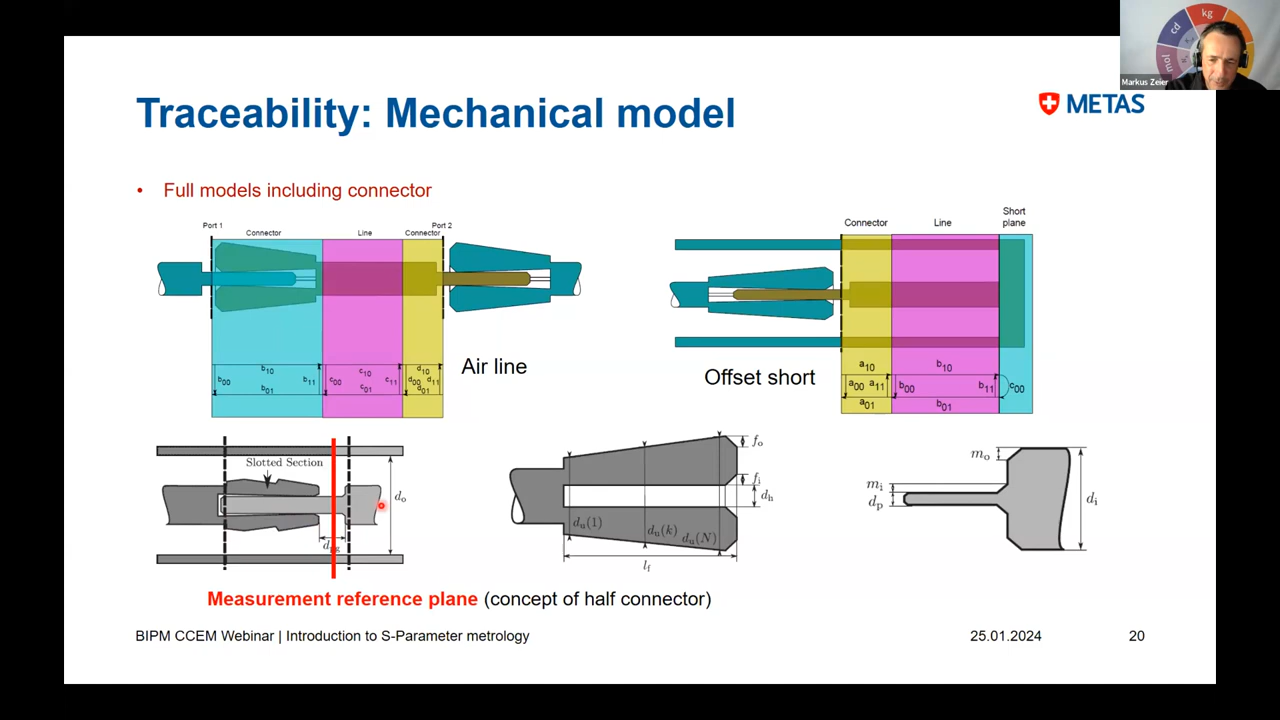 kg
cd
mol
Markus Zeier
Traceability: Mechanical model
METAS
• Full models including connector
Port 1
Connector
Line
Connector
Port 2
b10
b00
b11
b01
c10
c00
c11
c01
d10
d00
d11
d01
Air line
Connector
Line
Short
plane
a10
a00
a11
a01
b10
b00
b11
b01
c00
Offset short
Slotted Section
do
du(1)
du(k)
du(N)
lf
fo
fi
dh
mo
mi
dp
di
Measurement reference plane (concept of half connector)
BIPM CCEM Webinar | Introduction to S-Parameter metrology
25.01.2024
20